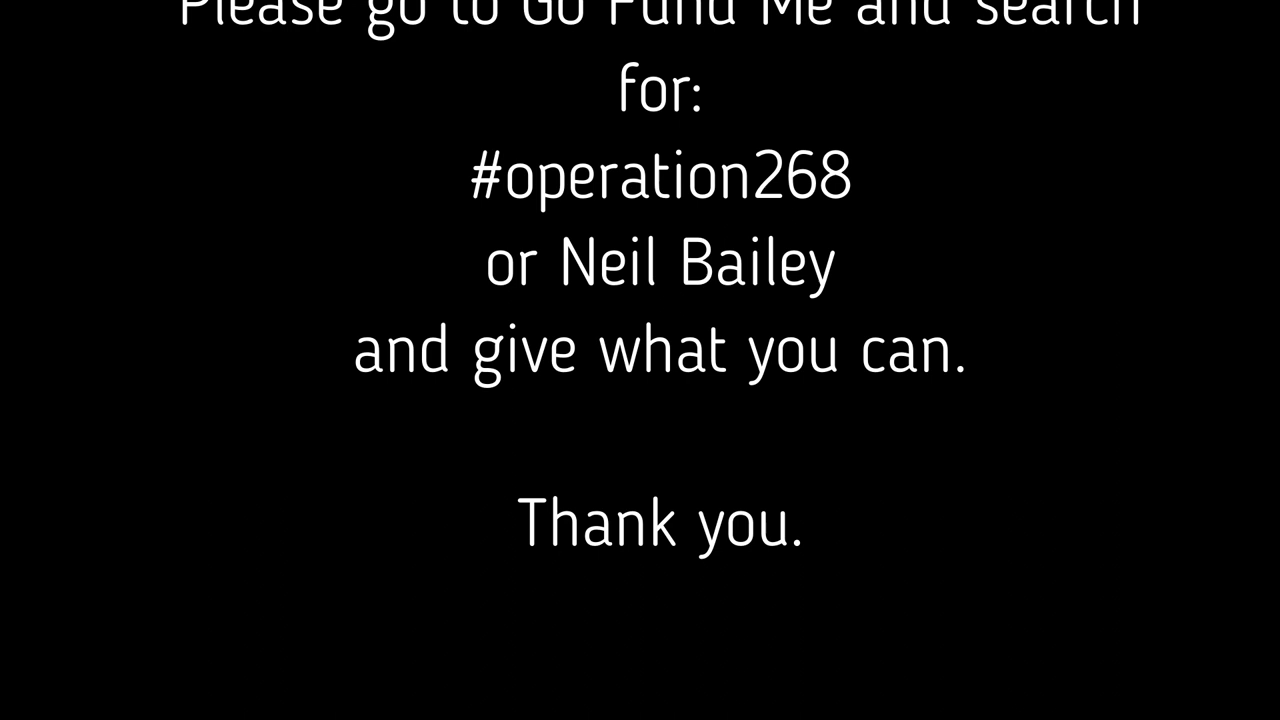 Please go to Go Fund Me and search
for:
#operation268
or Neil Bailey
and give what you can.
Thank you.